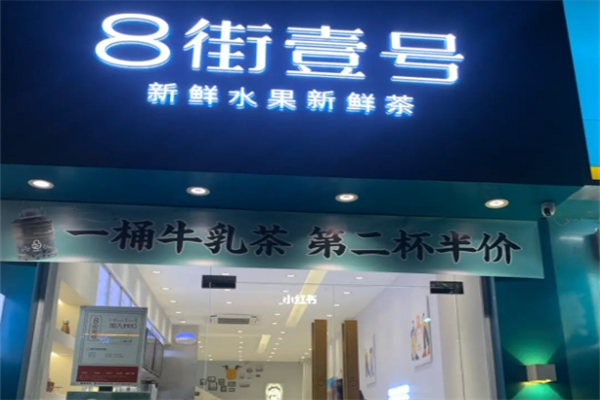 8街壹号
新鲜水果新鲜茶
一桶牛乳茶 第二杯半价
小红书